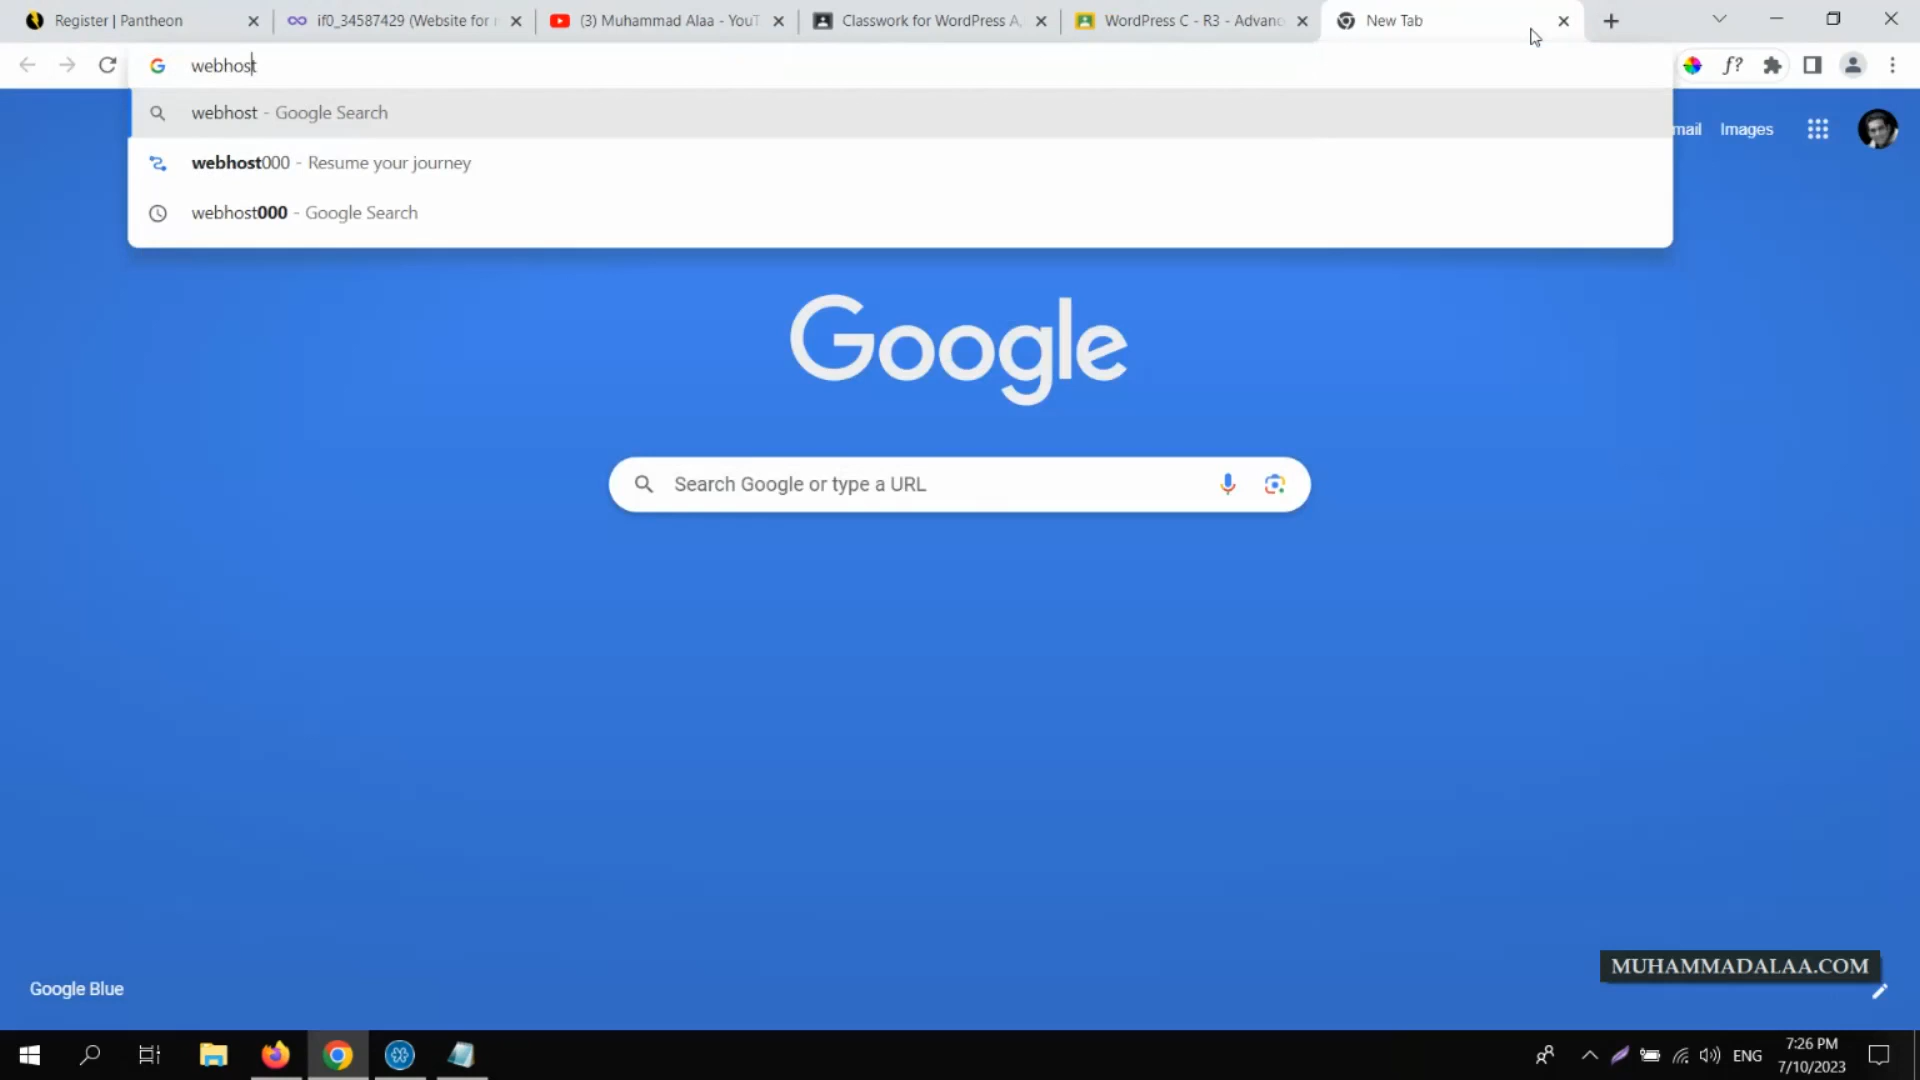 Register | Pantheon
if0_34587429 (Website for
(3) Muhammad Alaa - YouT
Classwork for WordPress A
WordPress C - R3 - Advanc
New Tab
webhost
f?
webhost - Google Search
webhost000 - Resume your journey
webhost000 - Google Search
mail
Images
Google
Search Google or type a URL
MUHAMMADALAA.COM
Google Blue
ENG
7:26 PM
7/10/2023